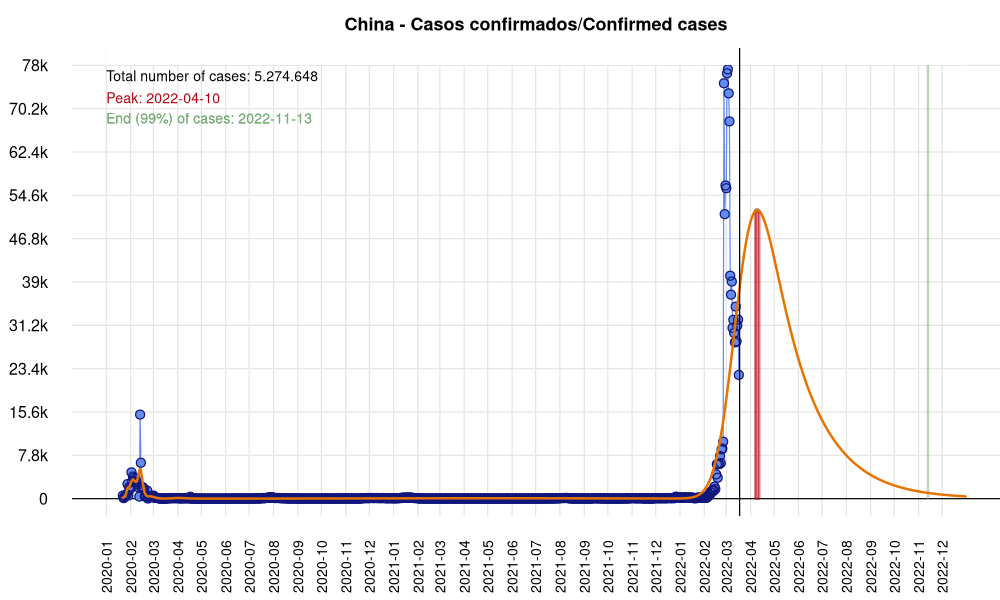 China - Casos confirmados/Confirmed cases
Total number of cases: 5.274.648
Peak: 2022-04-10
End (99%) of cases: 2022-11-13
78k
70.2k
62.4k
54.6k
46.8k
39k
31.2k
23.4k
15.6k
7.8k
0
2020-01
2020-02
2020-03
2020-04
2020-05
2020-06
2020-07
2020-08
2020-09
2020-10
2020-11
2020-12
2021-01
2021-02
2021-03
2021-04
2021-05
2021-06
2021-07
2021-08
2021-09
2021-10
2021-11
2021-12
2022-01
2022-02
2022-03
2022-04
2022-05
2022-06
2022-07
2022-08
2022-09
2022-10
2022-11
2022-12